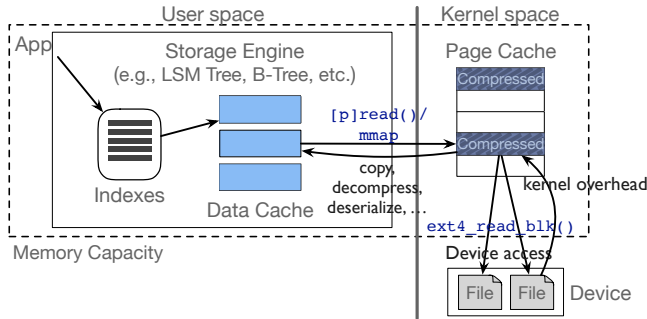 User space
Kernel space
App
Storage Engine
(e.g., LSM Tree, B-Tree, etc.)
Page Cache
Compressed
[p]read()/
mmap
Compressed
copy,
decompress,
deserialize, ...
Indexes
Data Cache
kernel overhead
ext4_read_blk()
Memory Capacity
Device access
File
File
Device